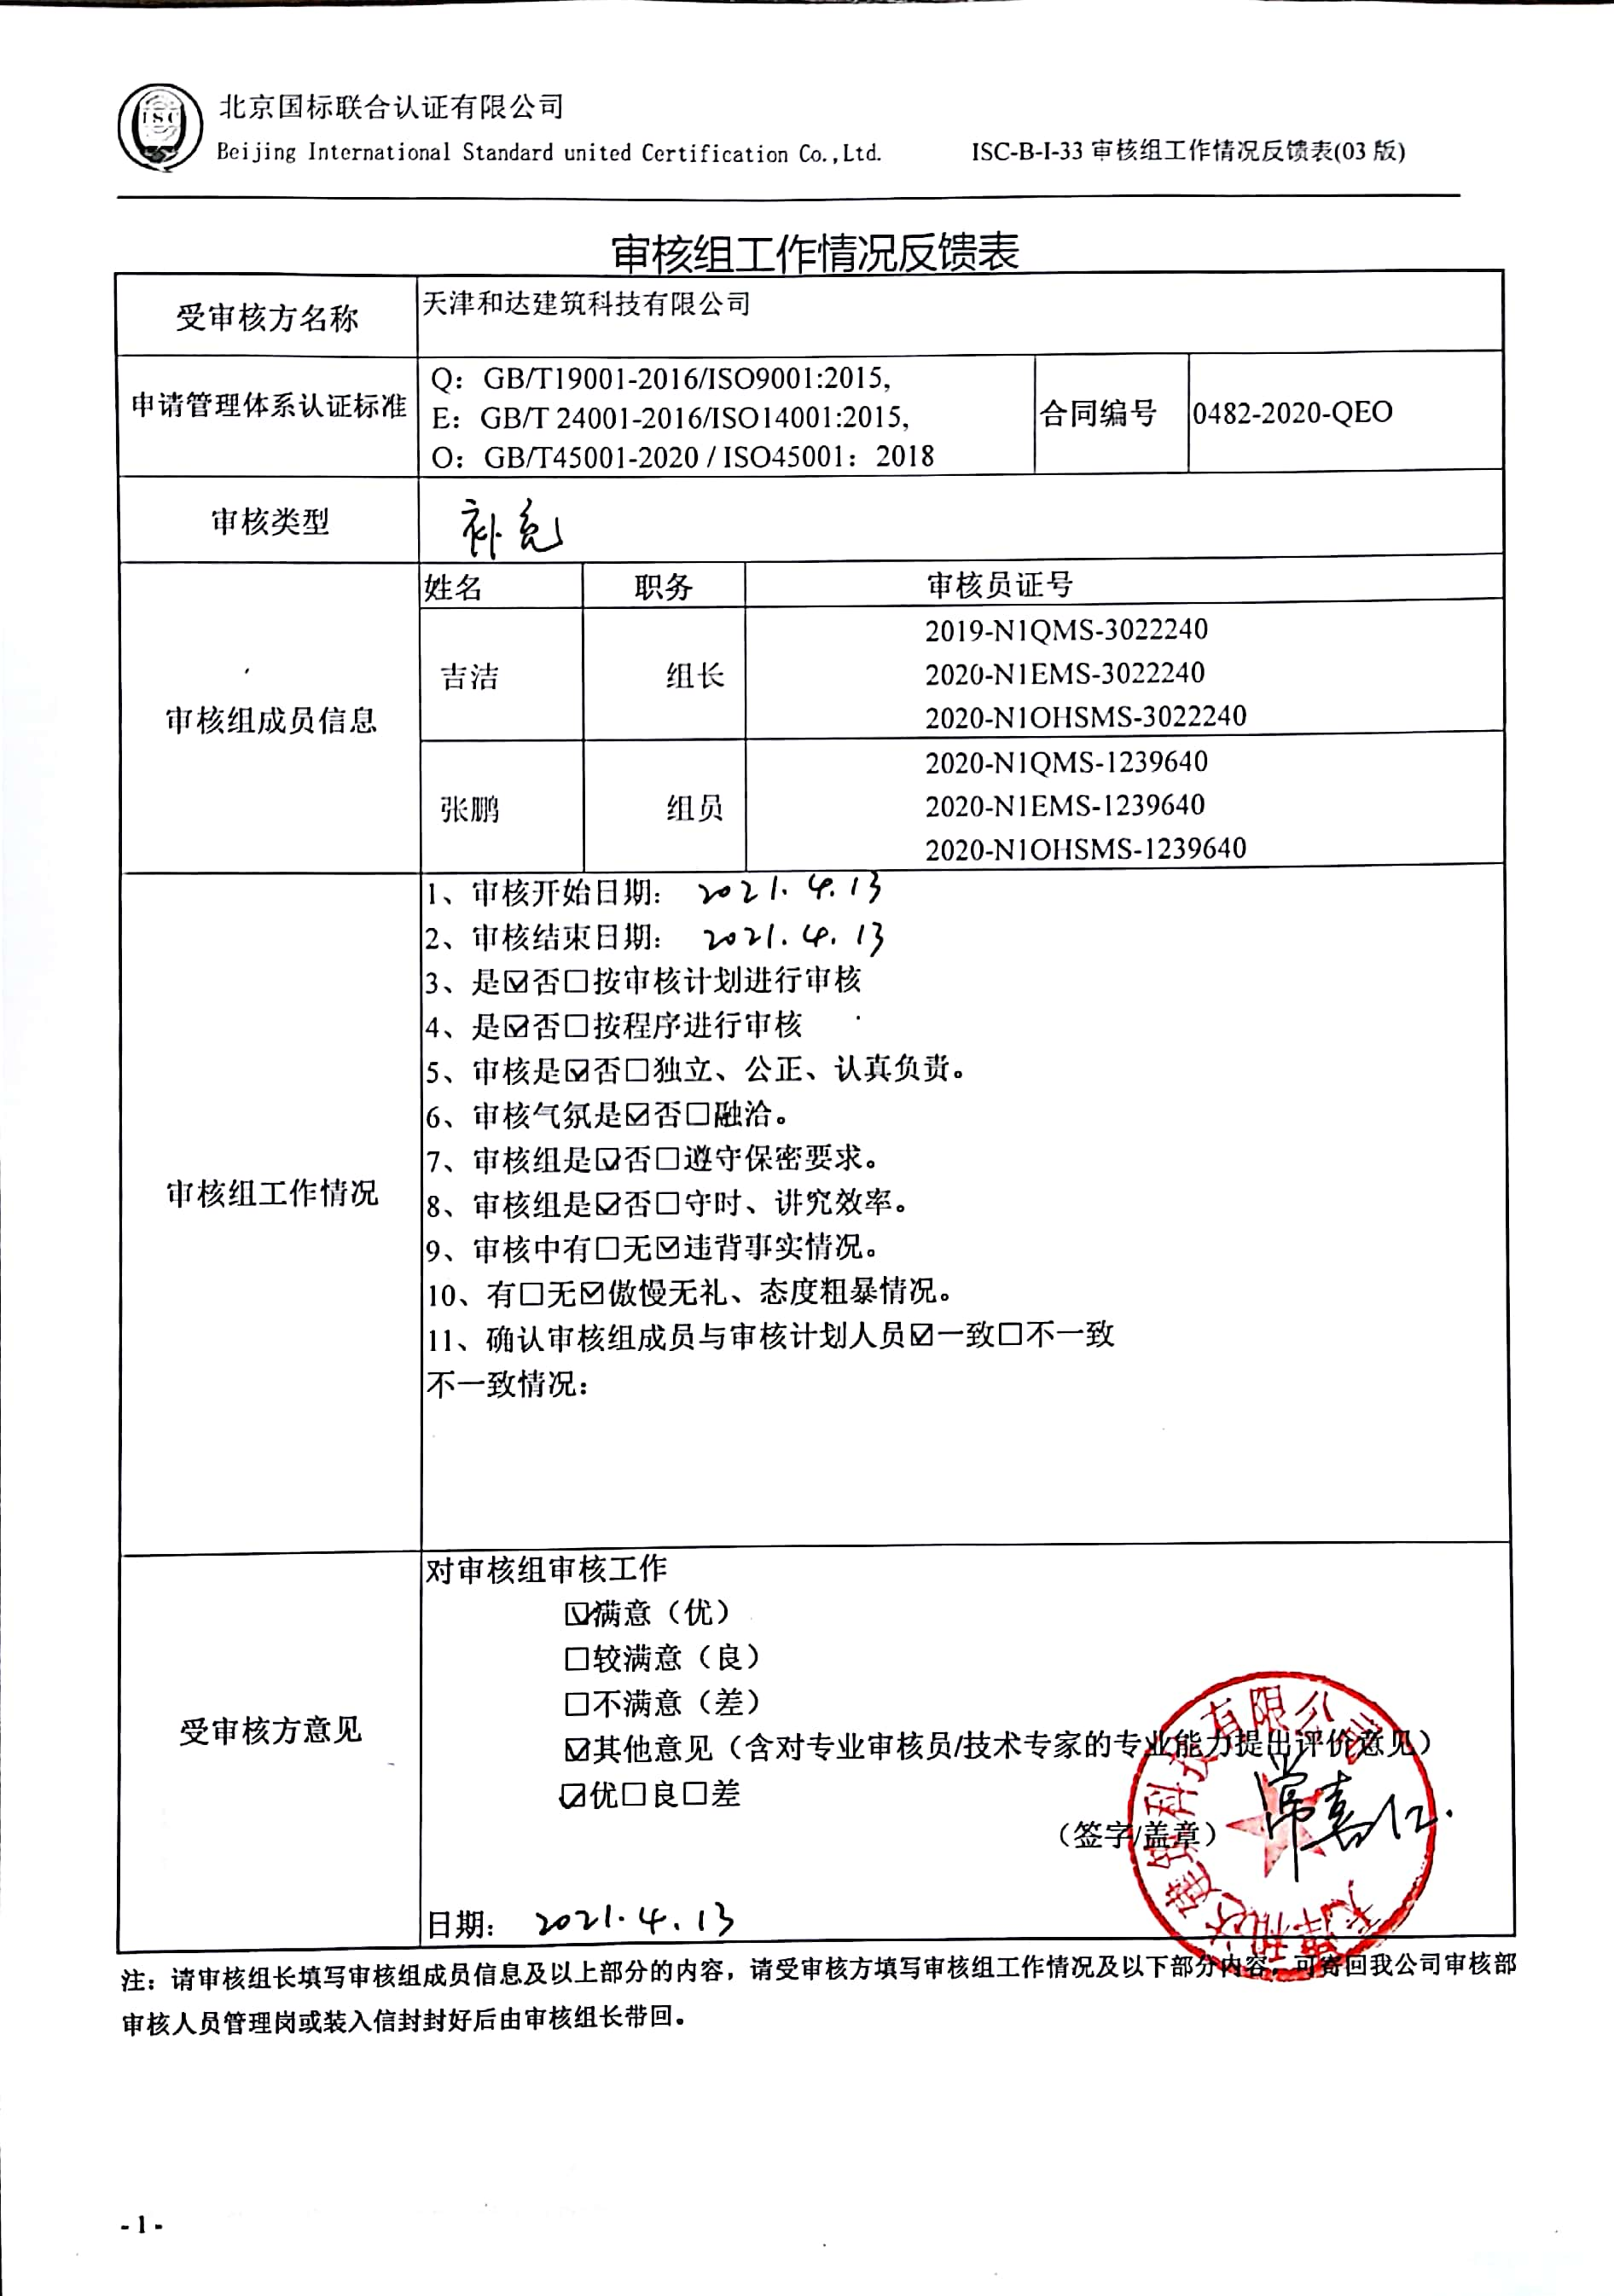 ISC
北京国标联合认证有限公司
Beijing International Standard united Certification Co.,Ltd.
ISC-B-I-33 审核组工作情况反馈表(03 版)
审核组工作情况反馈表
受审核方名称
天津和达建筑科技有限公司
申请管理体系认证标准
Q：GB/T19001-2016/ISO9001:2015,
E：GB/T 24001-2016/ISO14001:2015,
O：GB/T45001-2020 / ISO45001：2018
合同编号
0482-2020-QEO
审核类型
补充
审核组成员信息
姓名 职务 审核员证号
吉洁 组长
2019-N1QMS-3022240
2020-N1EMS-3022240
2020-N1OHSMS-3022240
张鹏 组员
2020-N1QMS-1239640
2020-N1EMS-1239640
2020-N1OHSMS-1239640
审核组工作情况
1、审核开始日期： 2021.4.13
2、审核结束日期： 2021.4.13
3、是☑否☐按审核计划进行审核
4、是☑否☐按程序进行审核
5、审核是☑否☐独立、公正、认真负责。
6、审核气氛是☑否☐融洽。
7、审核组是☑否☐遵守保密要求。
8、审核组是☑否☐守时、讲究效率。
9、审核中有☐无☑违背事实情况。
10、有☐无☑傲慢无礼、态度粗暴情况。
11、确认审核组成员与审核计划人员☑一致☐不一致
不一致情况：
受审核方意见
对审核组审核工作
☑满意（优）
☐较满意（良）
☐不满意（差）
☑其他意见（含对专业审核员/技术专家的专业能力提出评价意见）
☑优☐良☐差
（签字/盖章）
常嘉仁.
天津和达建筑科技有限公司
日期： 2021.4.13
注：请审核组长填写审核组成员信息及以上部分的内容，请受审核方填写审核组工作情况及以下部分内容，可寄回我公司审核部
审核人员管理岗或装入信封封好后由审核组长带回。
- 1 -